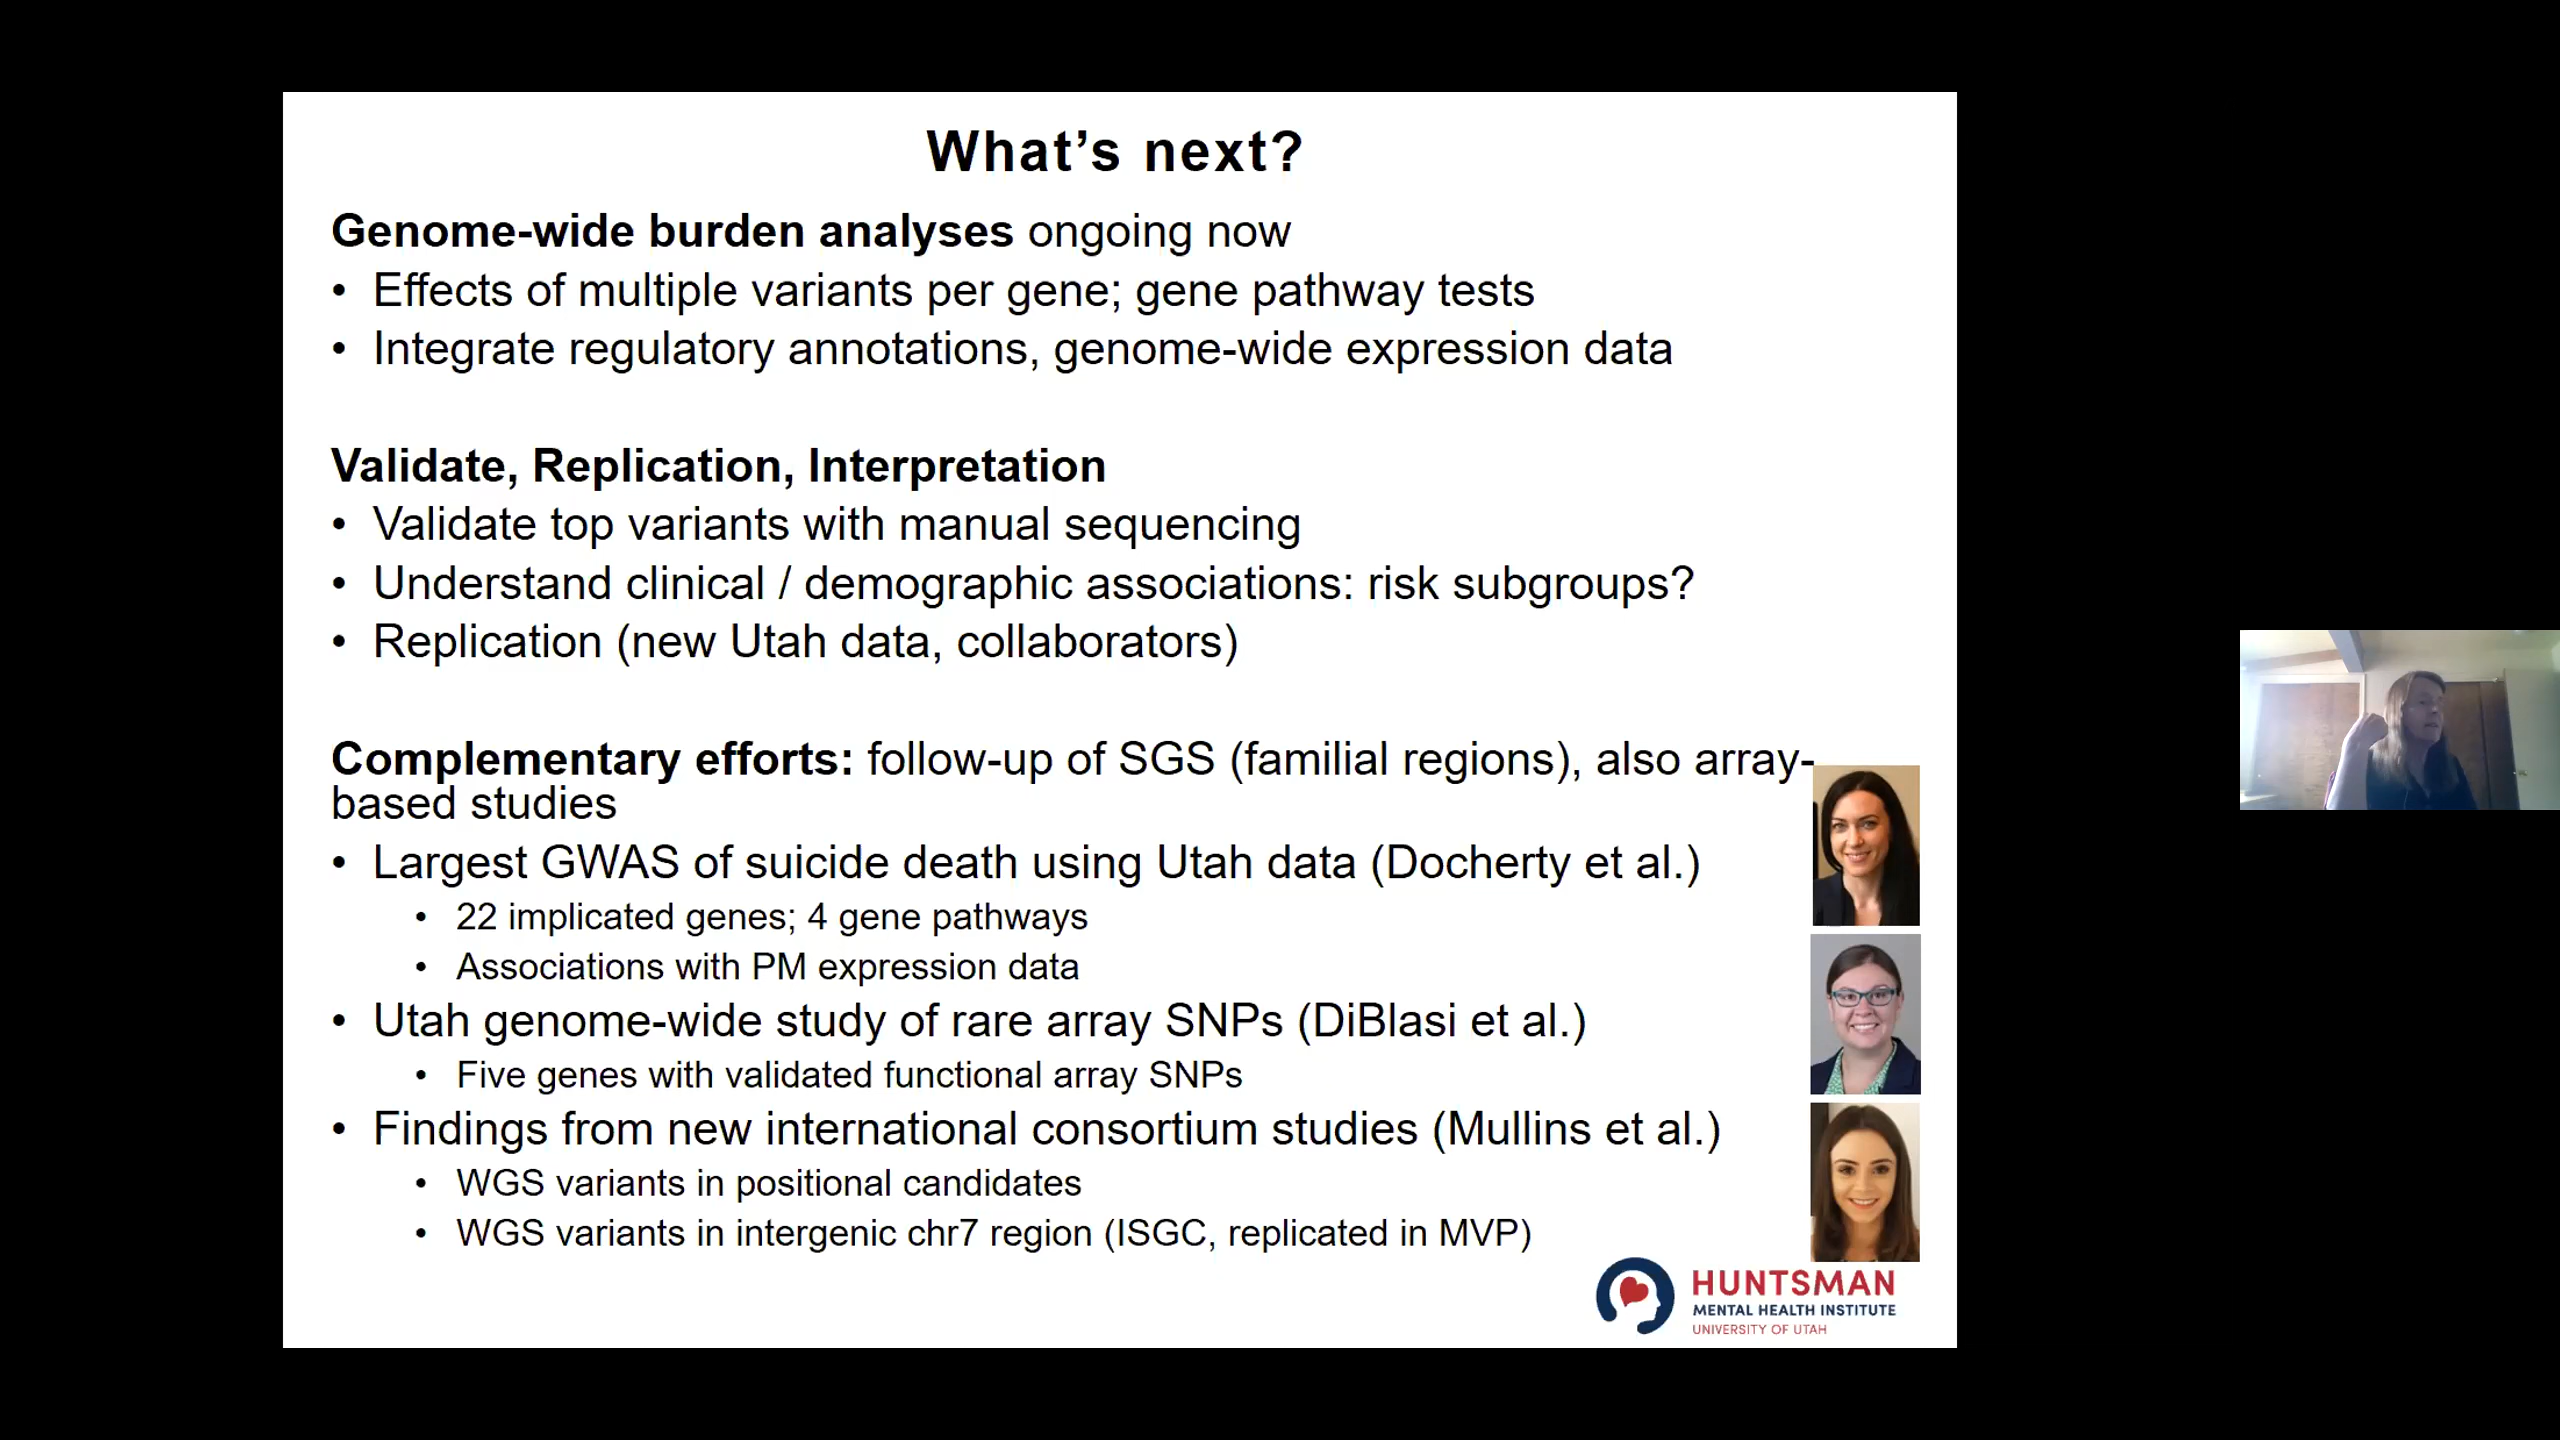 What’s next?
Genome-wide burden analyses ongoing now
• Effects of multiple variants per gene; gene pathway tests
• Integrate regulatory annotations, genome-wide expression data
Validate, Replication, Interpretation
• Validate top variants with manual sequencing
• Understand clinical / demographic associations: risk subgroups?
• Replication (new Utah data, collaborators)
Complementary efforts: follow-up of SGS (familial regions), also array-
based studies
• Largest GWAS of suicide death using Utah data (Docherty et al.)
• 22 implicated genes; 4 gene pathways
• Associations with PM expression data
• Utah genome-wide study of rare array SNPs (DiBlasi et al.)
• Five genes with validated functional array SNPs
• Findings from new international consortium studies (Mullins et al.)
• WGS variants in positional candidates
• WGS variants in intergenic chr7 region (ISGC, replicated in MVP)
HUNTSMAN
MENTAL HEALTH INSTITUTE
UNIVERSITY OF UTAH